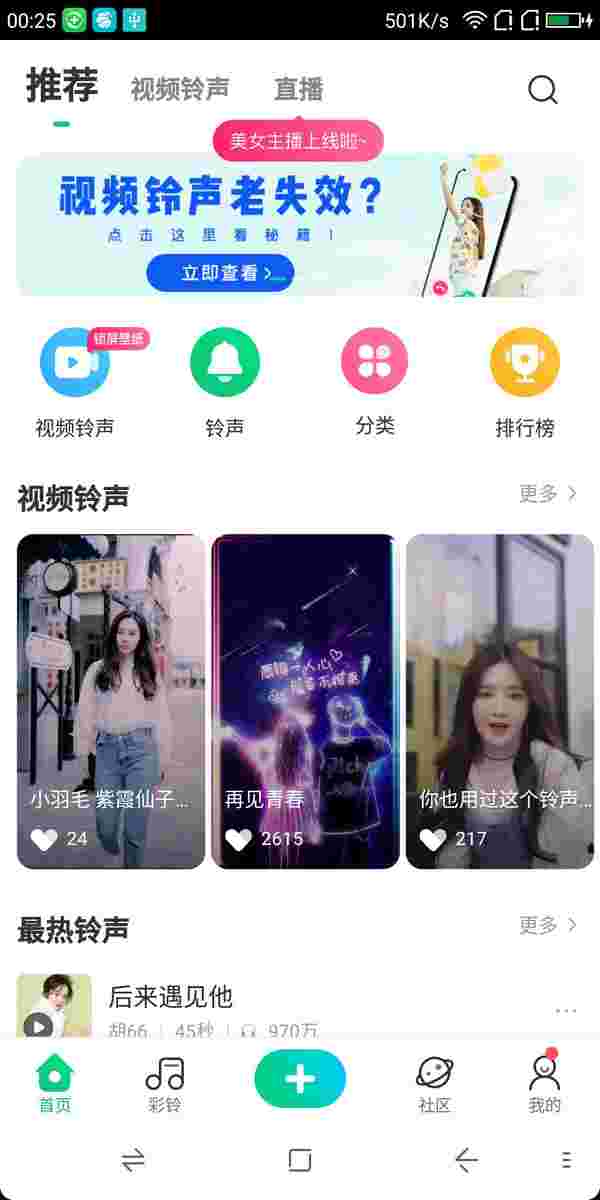 00:25
501K/s
推荐 视频铃声 直播
美女主播上线啦~
视频铃声老失效?
点击这里看秘籍!
立即查看 >
锁屏壁纸
视频铃声 铃声 分类 排行榜
视频铃声 更多 >
小羽毛 紫霞仙子... 再见青春 你也用过这个铃声...
24 2615 217
最热铃声 更多 >
后来遇见他
胡66 | 45秒 | 970万
首页 彩铃 社区 我的